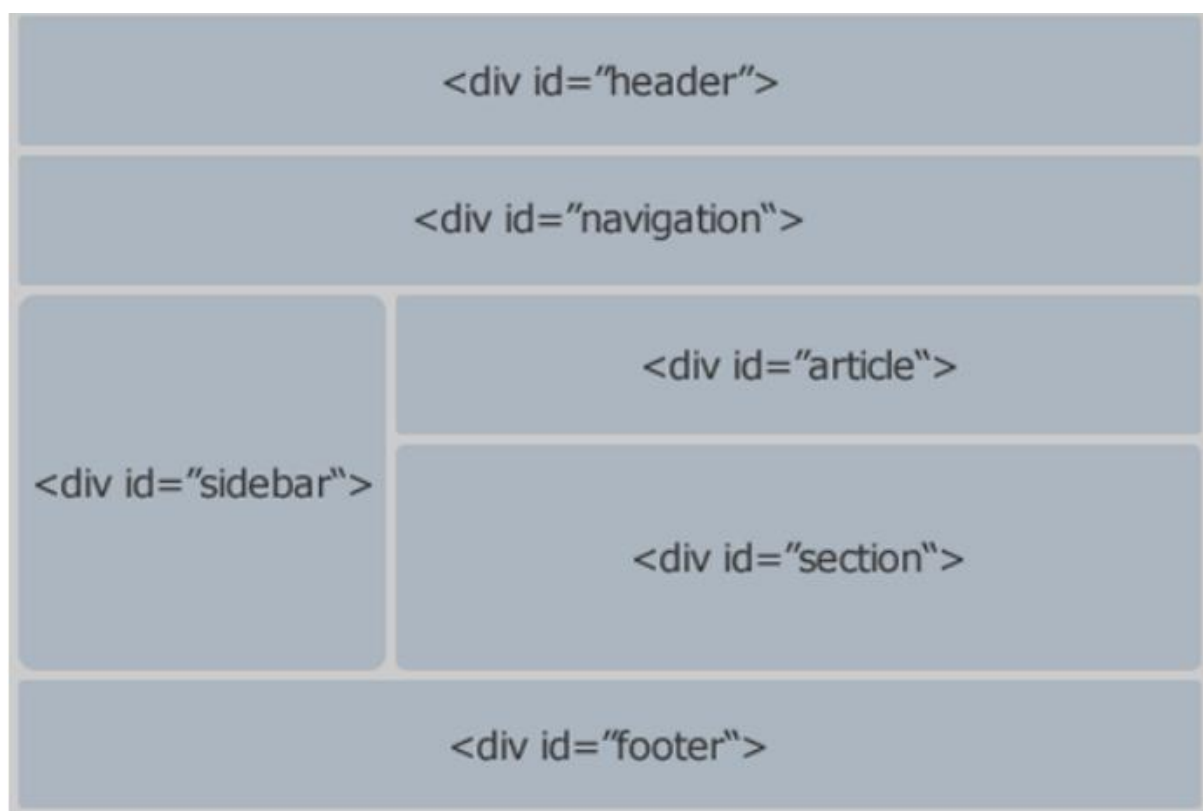 <div id=”header”>
<div id=”navigation‟>
<div id=”article‟>
<div id=”sidebar‟>
<div id=”section‟>
<div id=”footer‟>